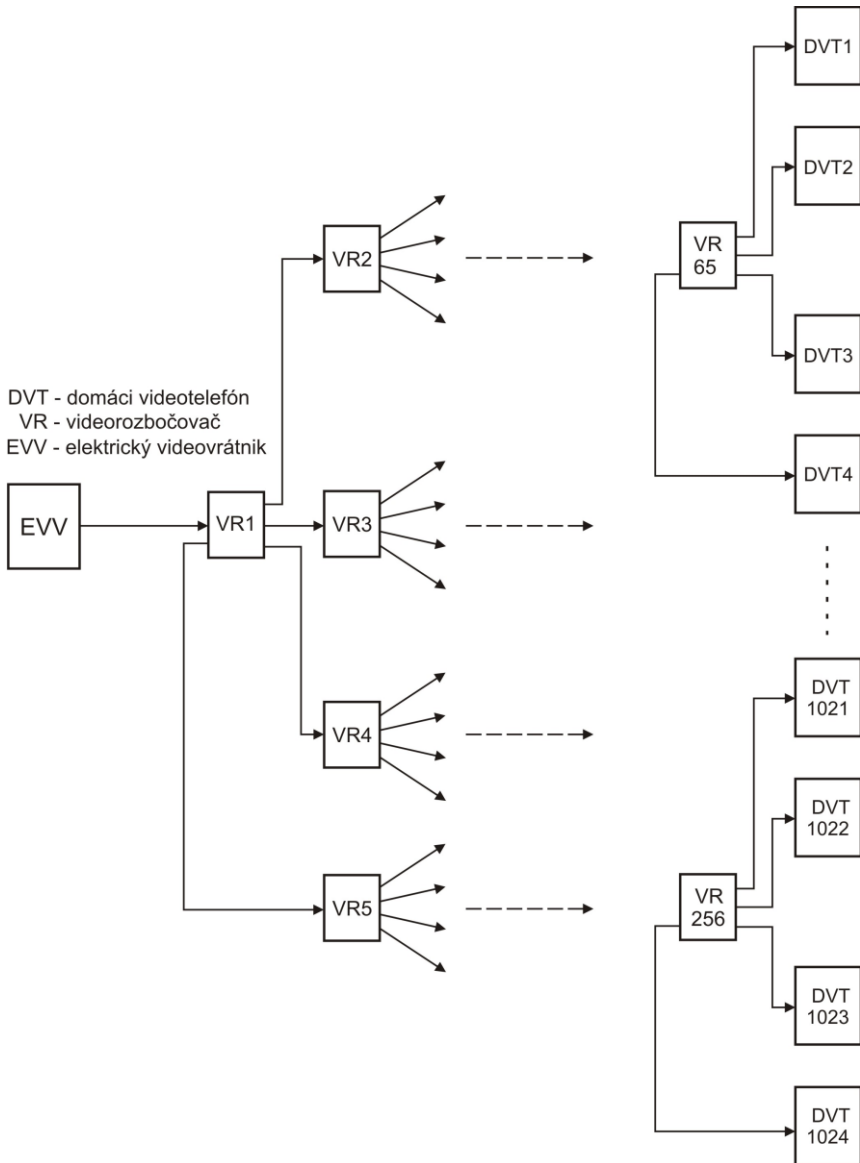 DVT1
DVT2
VR2
VR
65
DVT3
DVT - domáci videotelefón
VR - videorozbočovač
EVV - elektrický videovrátnik
DVT4
EVV
VR1
VR3
DVT
1021
VR4
DVT
1022
VR5
VR
256
DVT
1023
DVT
1024